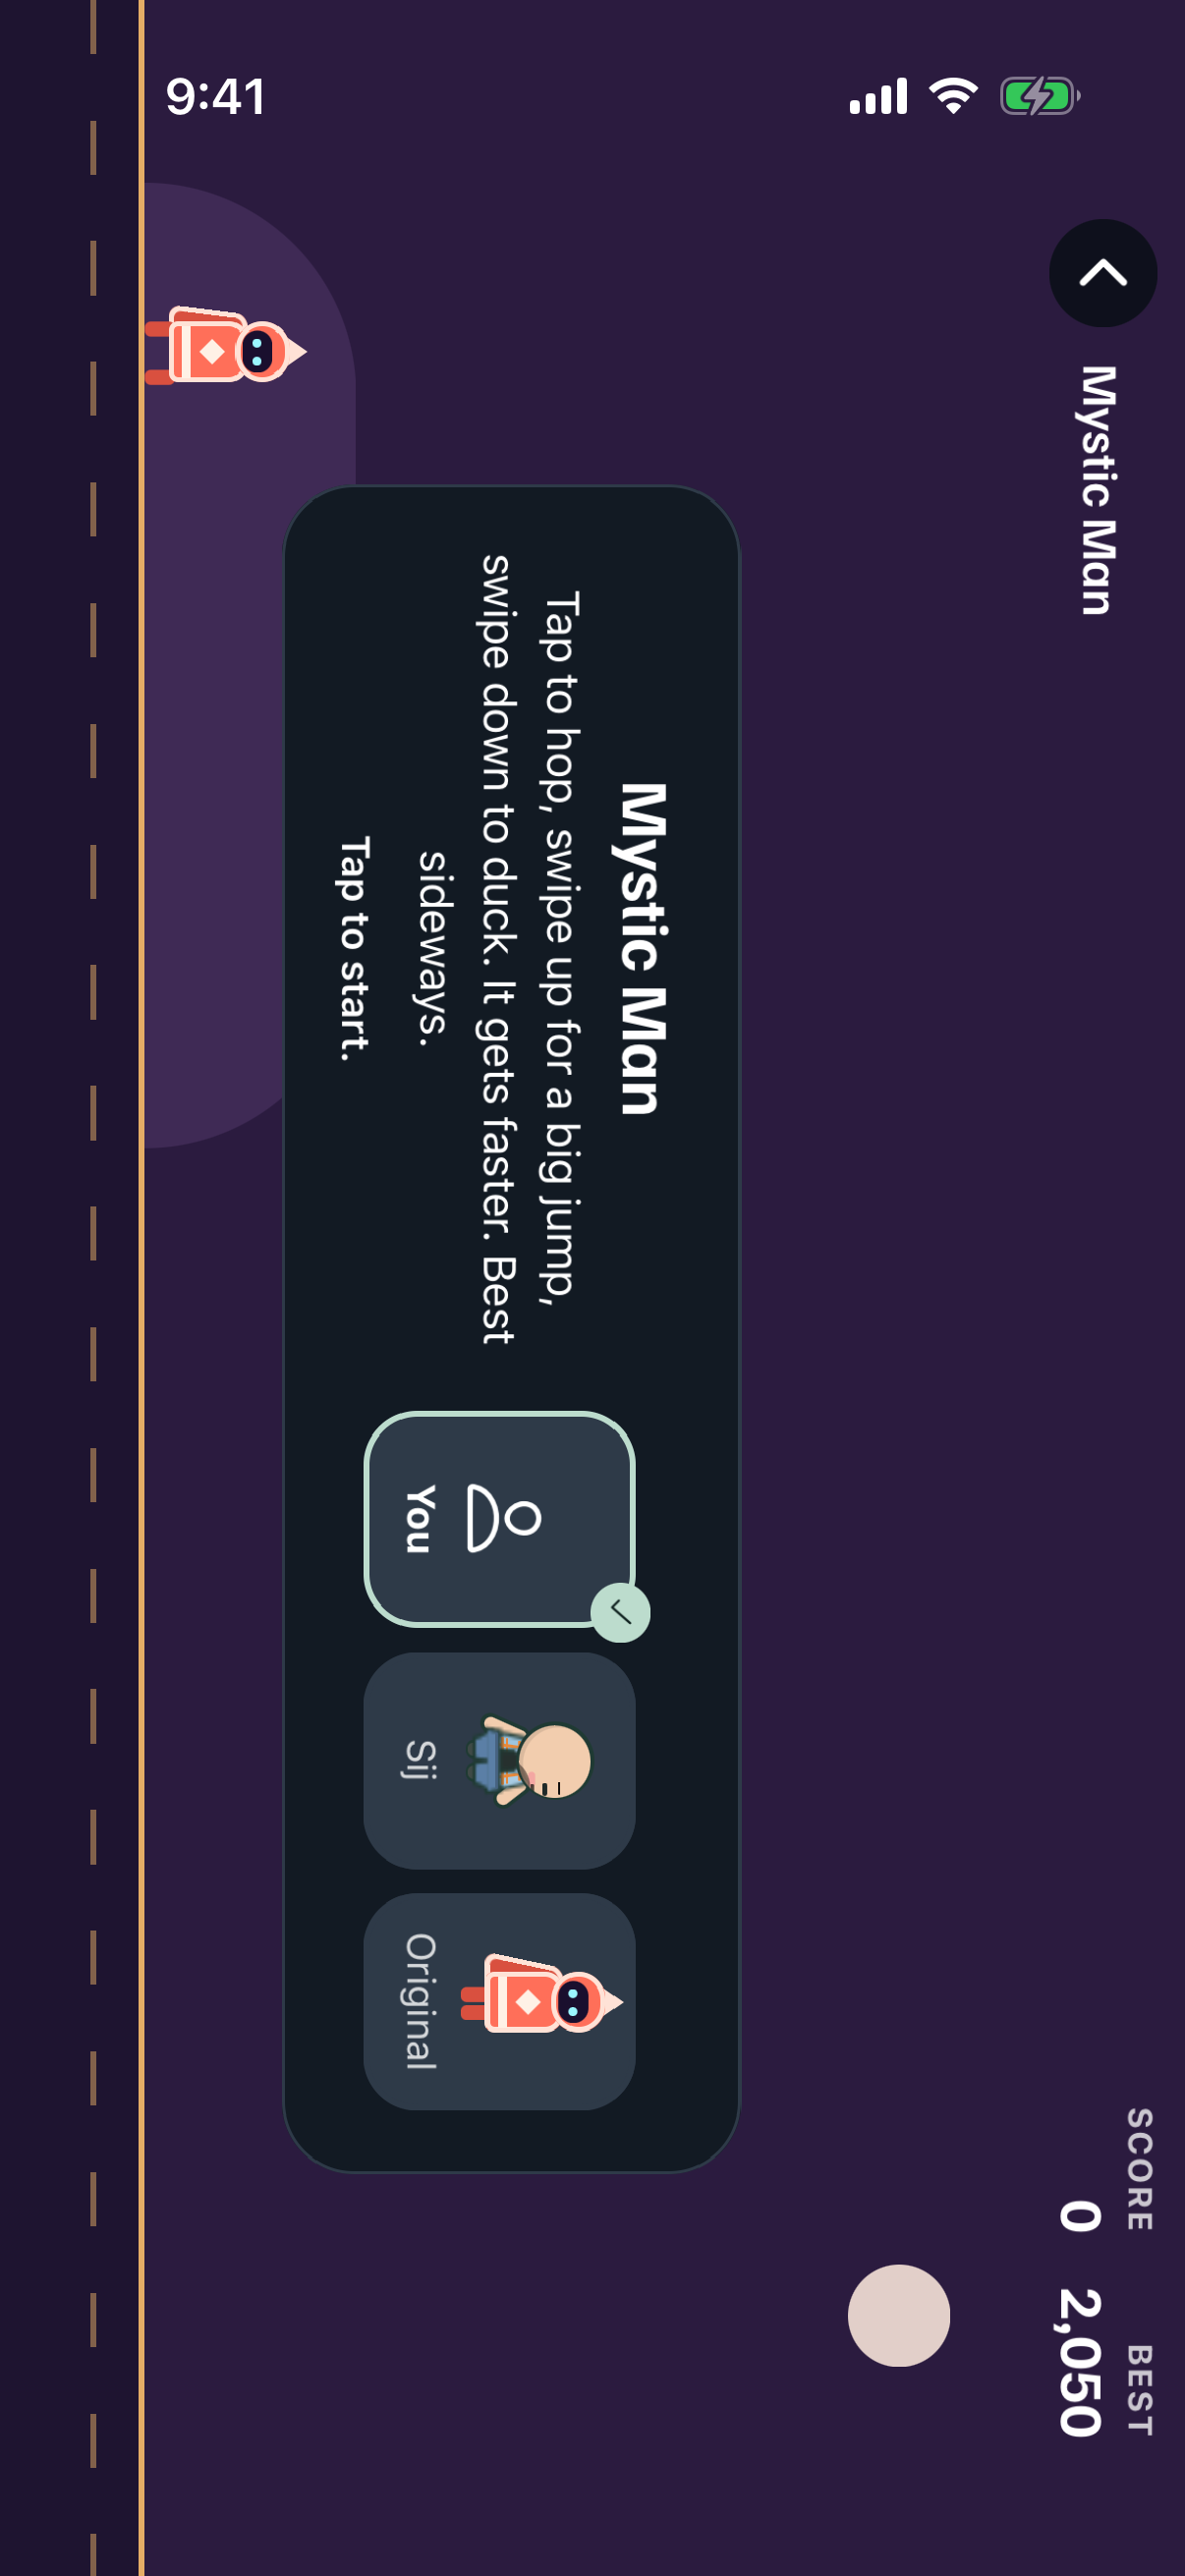 9:41
Mystic Man
SCORE
0
BEST
2,050
Mystic Man
Tap to hop, swipe up for a big jump,
swipe down to duck. It gets faster. Best
sideways.
Tap to start.
You
Sij
Original